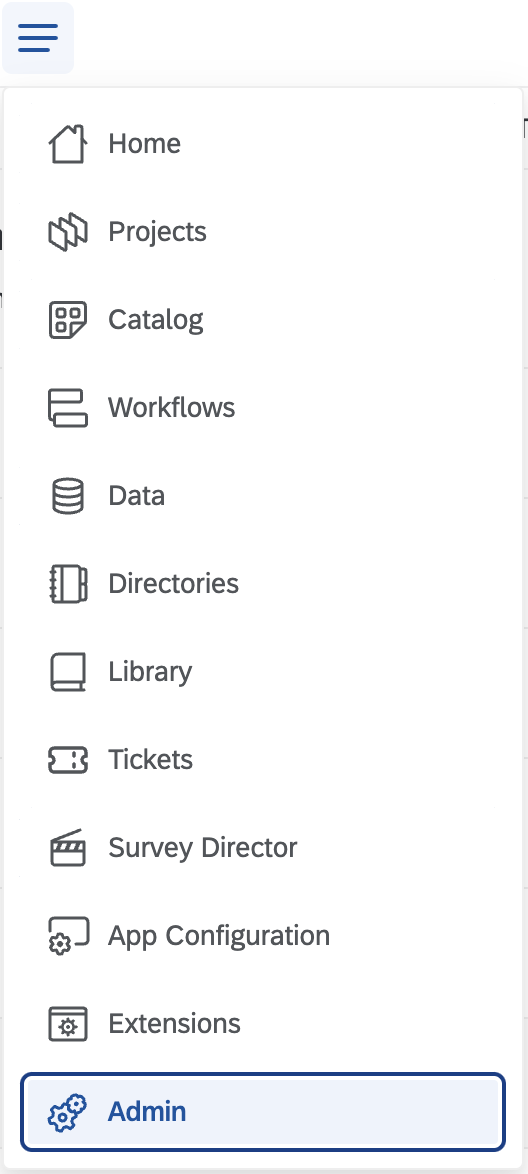 Home
Projects
Catalog
Workflows
Data
Directories
Library
Tickets
Survey Director
App Configuration
Extensions
Admin